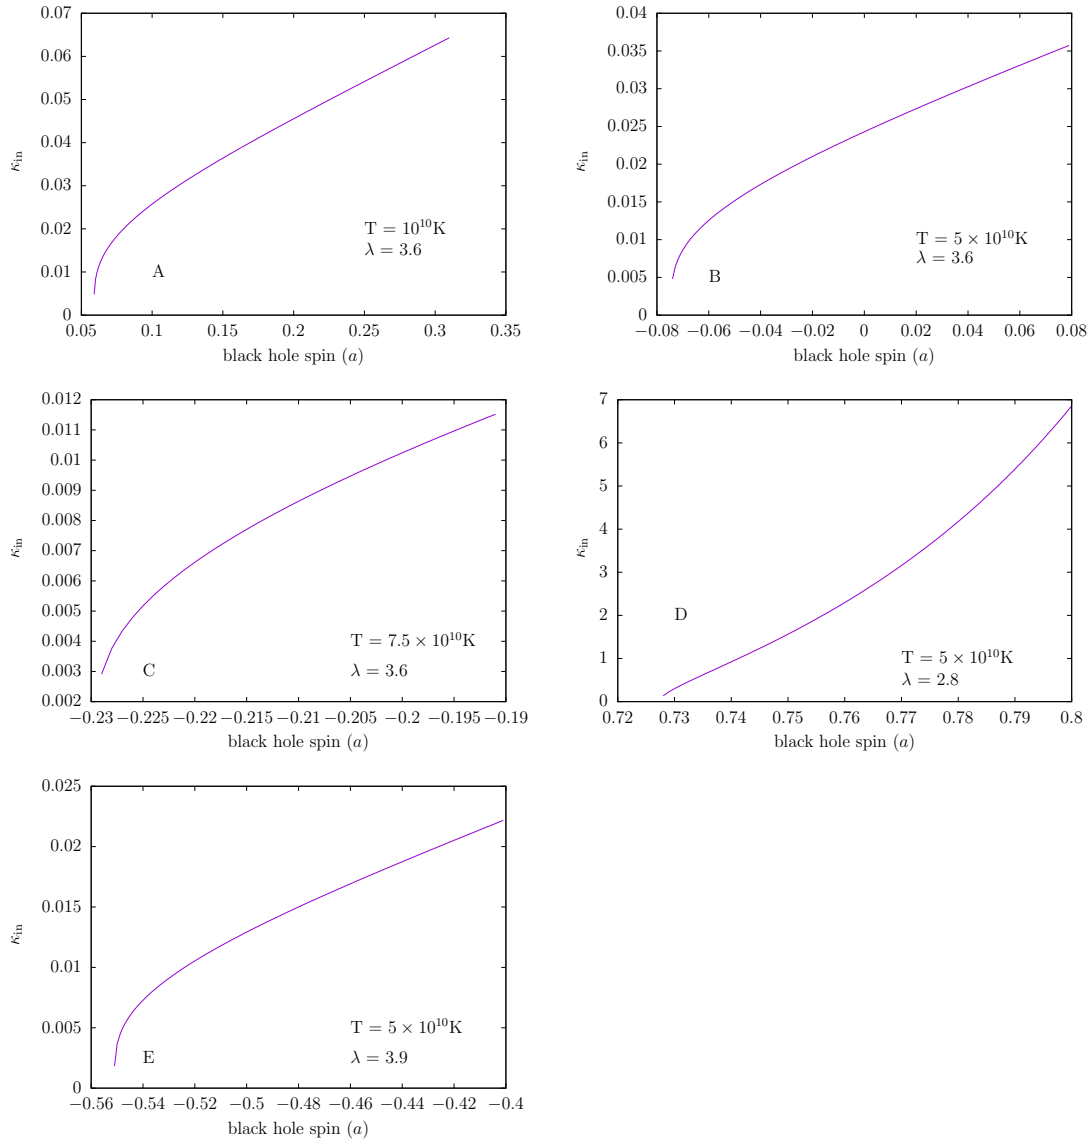 0.07
0.06
0.05
0.04
0.03
0.02
0.01
0
κin
A
T = 10¹⁰K
λ = 3.6
0.05 0.1 0.15 0.2 0.25 0.3 0.35
black hole spin (a)
0.04
0.035
0.03
0.025
0.02
0.015
0.01
0.005
0
κin
B
T = 5 × 10¹⁰K
λ = 3.6
−0.08 −0.06 −0.04 −0.02 0 0.02 0.04 0.06 0.08
black hole spin (a)
0.012
0.011
0.01
0.009
0.008
0.007
0.006
0.005
0.004
0.003
0.002
κin
C
T = 7.5 × 10¹⁰K
λ = 3.6
−0.23 −0.225 −0.22 −0.215 −0.21 −0.205 −0.2 −0.195 −0.19
black hole spin (a)
7
6
5
4
3
2
1
0
κin
D
T = 5 × 10¹⁰K
λ = 2.8
0.72 0.73 0.74 0.75 0.76 0.77 0.78 0.79 0.8
black hole spin (a)
0.025
0.02
0.015
0.01
0.005
0
κin
E
T = 5 × 10¹⁰K
λ = 3.9
−0.56 −0.54 −0.52 −0.5 −0.48 −0.46 −0.44 −0.42 −0.4
black hole spin (a)